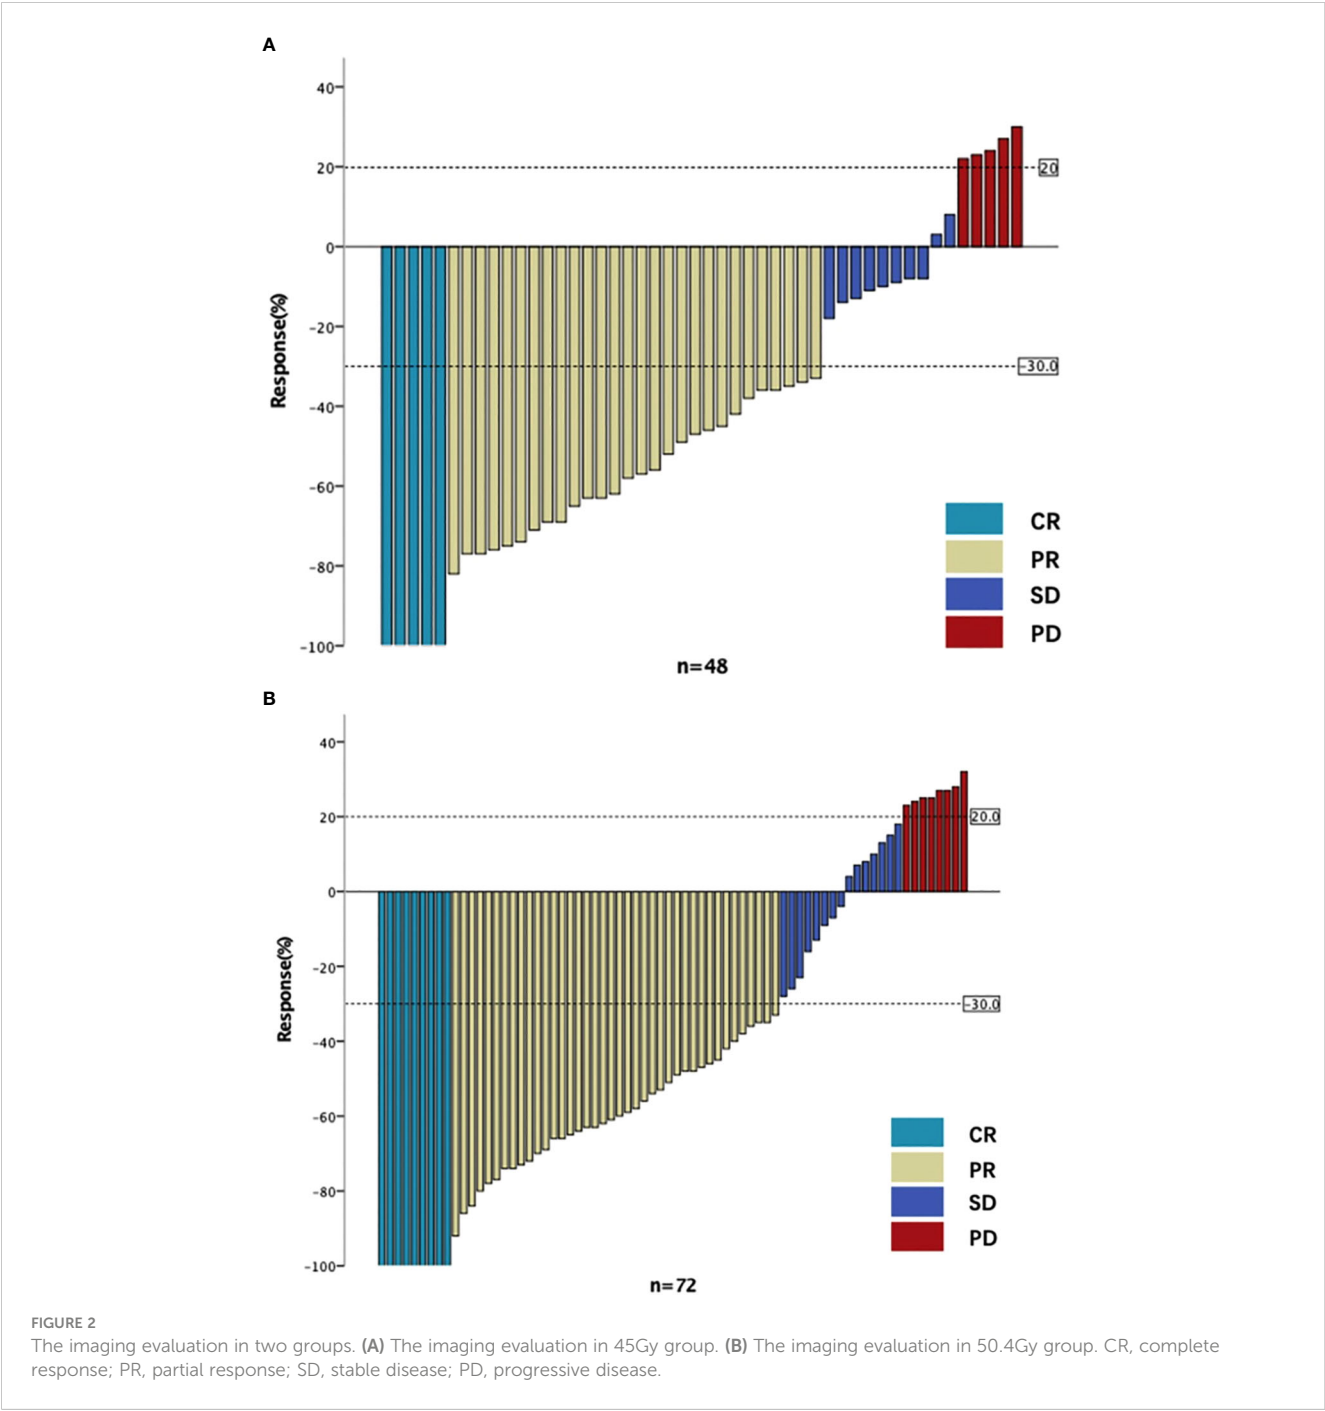 A
40
20
20
0
-20
-30.0
-40
-60
-80
-100
Response(%)
CR
PR
SD
PD
n=48
B
40
20
20.0
0
-20
-30.0
-40
-60
-80
-100
Response(%)
CR
PR
SD
PD
n=72
FIGURE 2
The imaging evaluation in two groups. (A) The imaging evaluation in 45Gy group. (B) The imaging evaluation in 50.4Gy group. CR, complete
response; PR, partial response; SD, stable disease; PD, progressive disease.